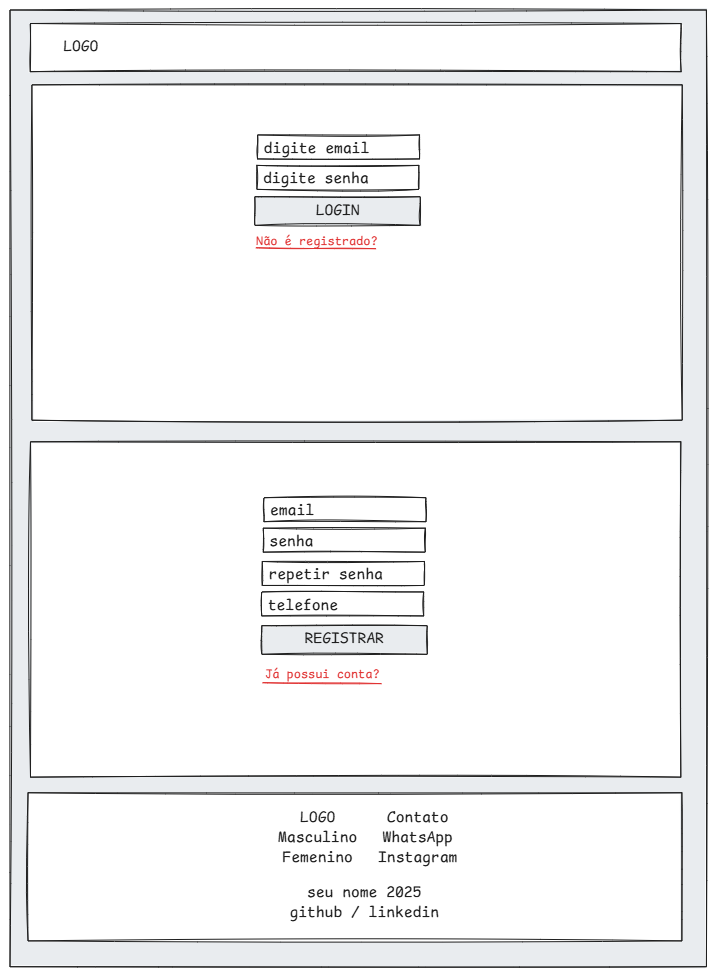 LOGO
digite email
digite senha
LOGIN
Não é registrado?
email
senha
repetir senha
telefone
REGISTRAR
Já possui conta?
LOGO Contato
Masculino WhatsApp
Femenino Instagram
seu nome 2025
github / linkedin